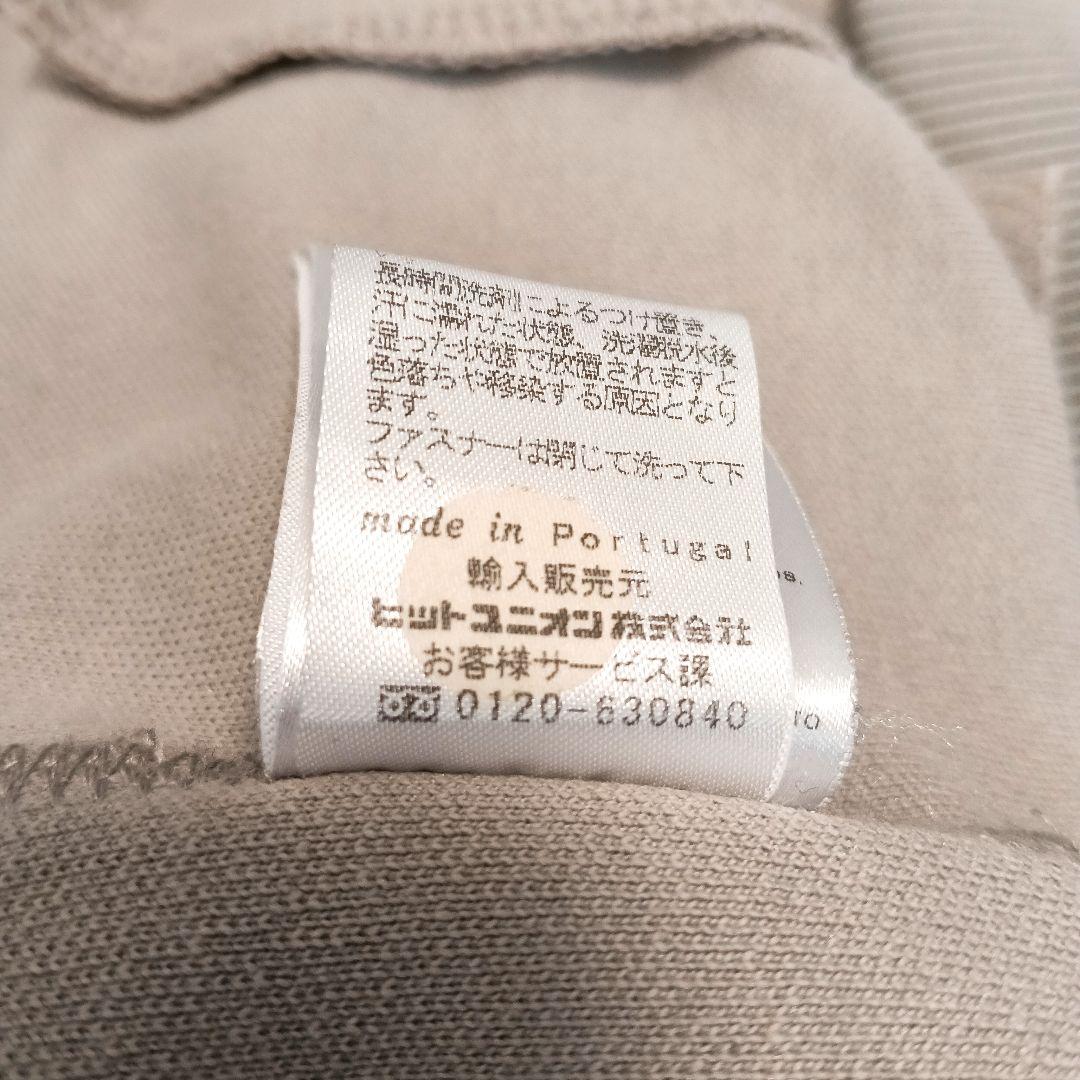 長時間洗剤によるつけ置き、
汗に濡れた状態、洗濯脱水後
湿った状態で放置されますと
色落ちや移染する原因となり
ます。
ファスナーは閉じて洗って下
さい。
made in Portugal
輸入販売元
ヒットユニオン株式会社
お客様サービス課
0120-630840